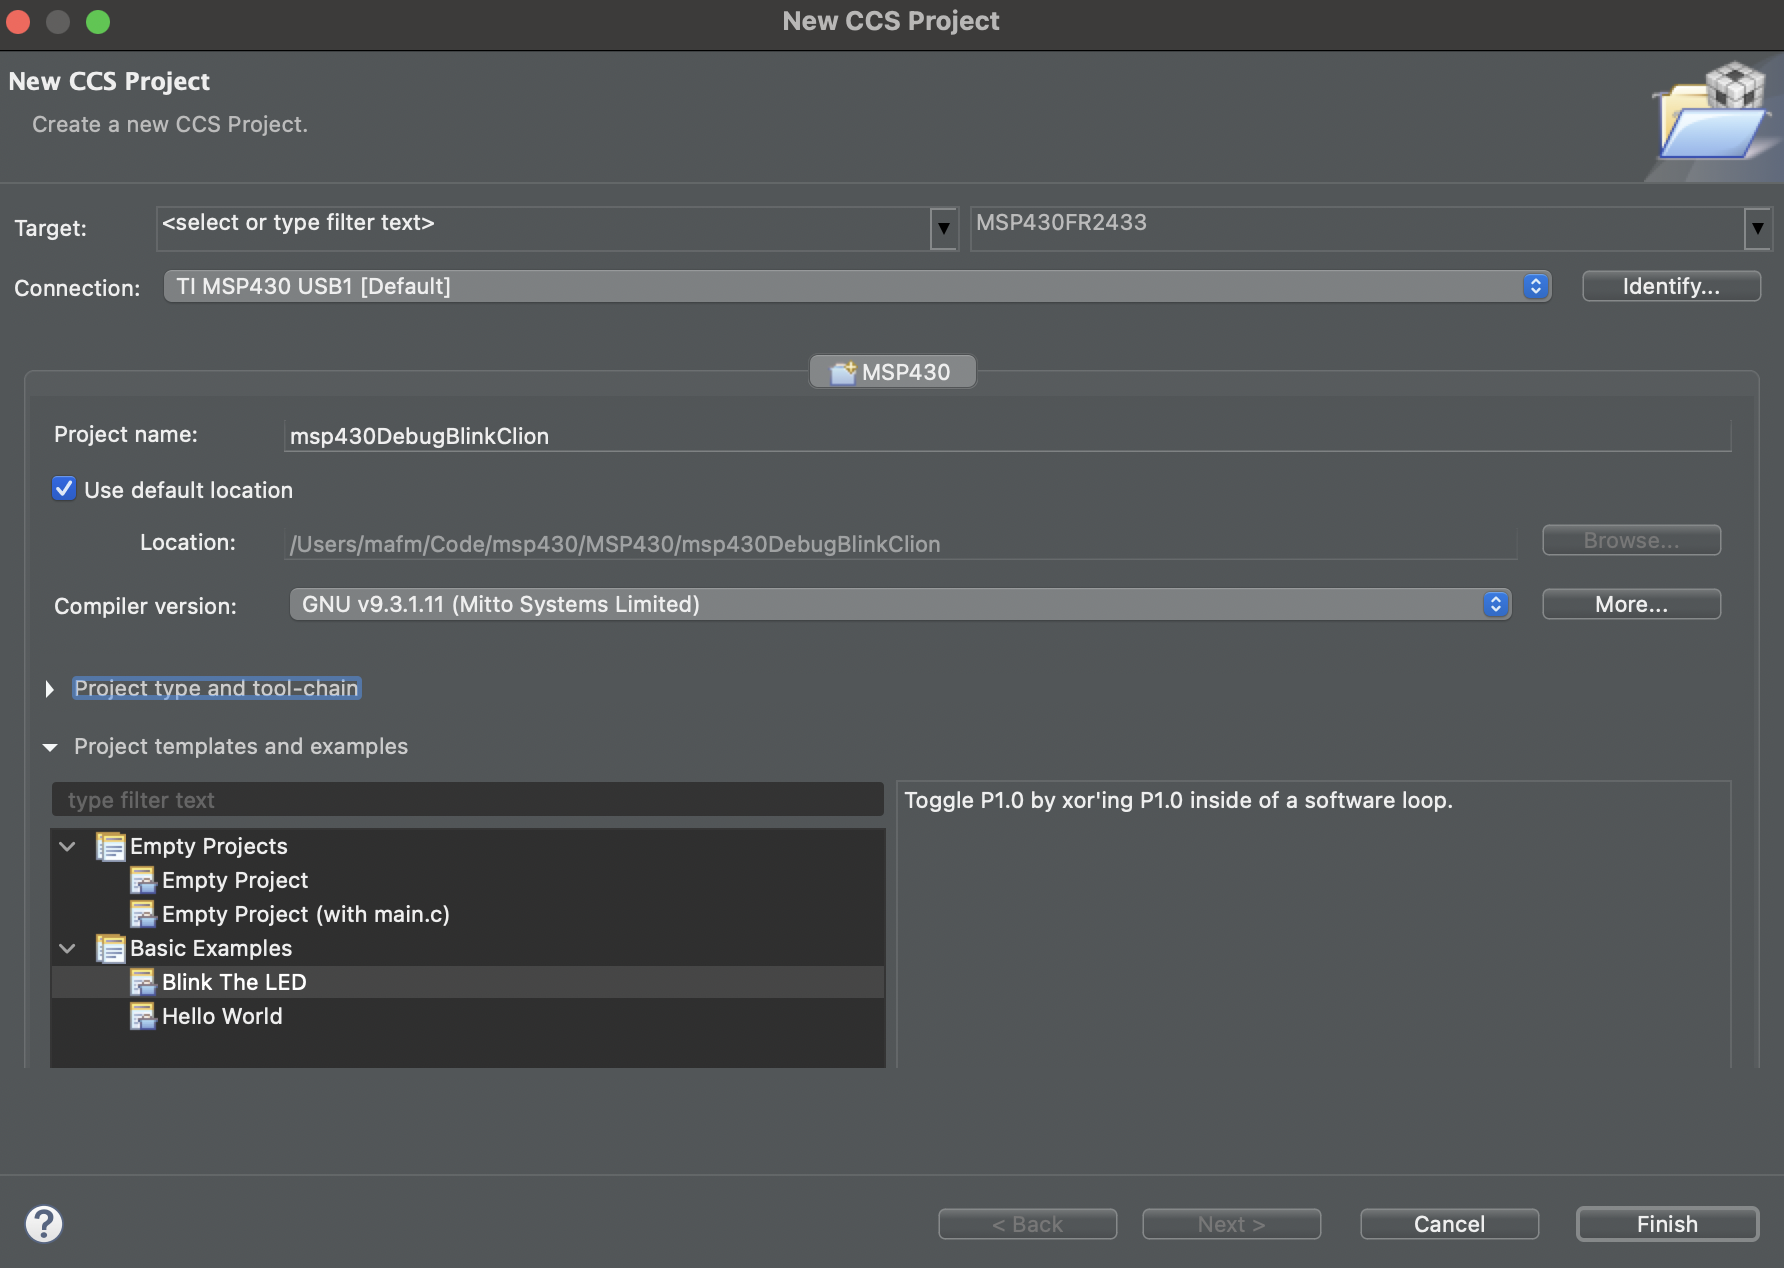 New CCS Project
New CCS Project
Create a new CCS Project.
Target: <select or type filter text> MSP430FR2433
Connection: TI MSP430 USB1 [Default] Identify...
MSP430
Project name: msp430DebugBlinkClion
Use default location
Location: /Users/mafm/Code/msp430/MSP430/msp430DebugBlinkClion Browse...
Compiler version: GNU v9.3.1.11 (Mitto Systems Limited) More...
Project type and tool-chain
Project templates and examples
type filter text
Toggle P1.0 by xor'ing P1.0 inside of a software loop.
Empty Projects
Empty Project
Empty Project (with main.c)
Basic Examples
Blink The LED
Hello World
? < Back Next > Cancel Finish